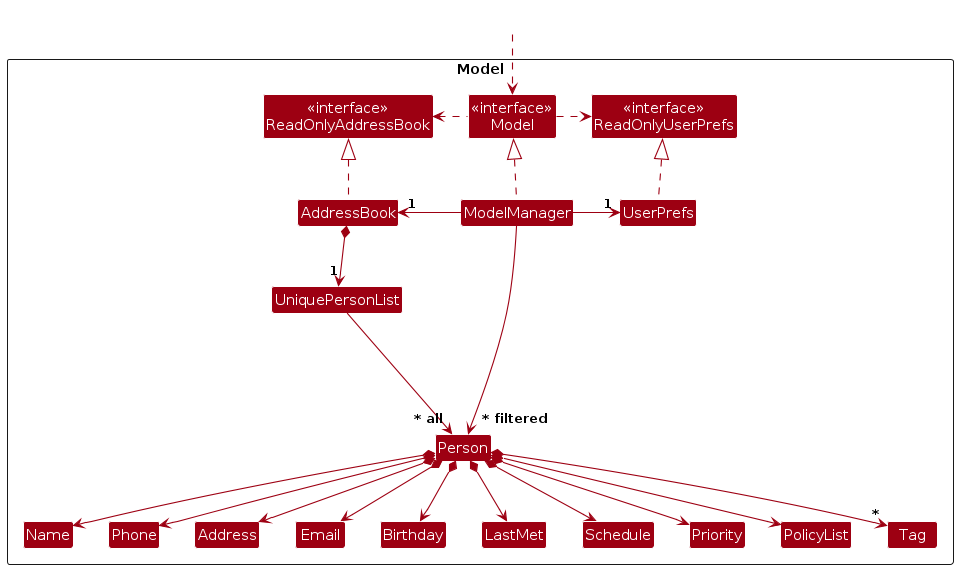 Model
«interface»
ReadOnlyAddressBook
«interface»
Model
«interface»
ReadOnlyUserPrefs
AddressBook
1
ModelManager
1
UserPrefs
1
UniquePersonList
* all
* filtered
Person
*
Name
Phone
Address
Email
Birthday
LastMet
Schedule
Priority
PolicyList
Tag